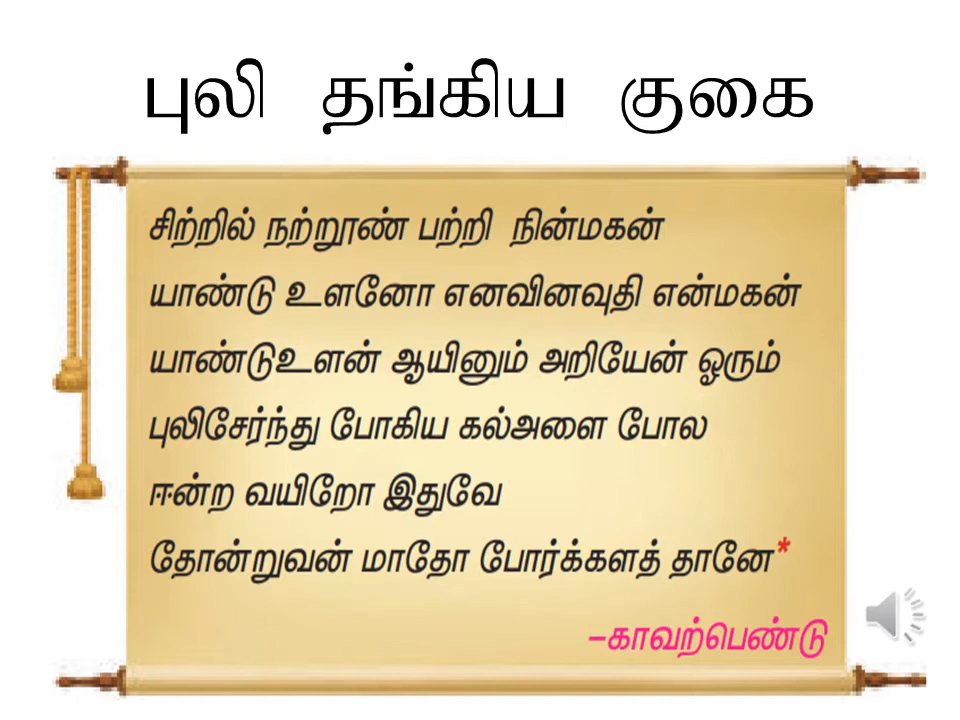 புலி தங்கிய குகை
சிற்றில் நற்றூண் பற்றி நின்மகன்
யாண்டு உளனோ எனவினவுதி என்மகன்
யாண்டுஉளன் ஆயினும் அறியேன் ஓரும்
புலிசேர்ந்து போகிய கல்அளை போல
ஈன்ற வயிறோ இதுவே
தோன்றுவன் மாதோ போர்க்களத் தானே*
–காவற்பெண்டு